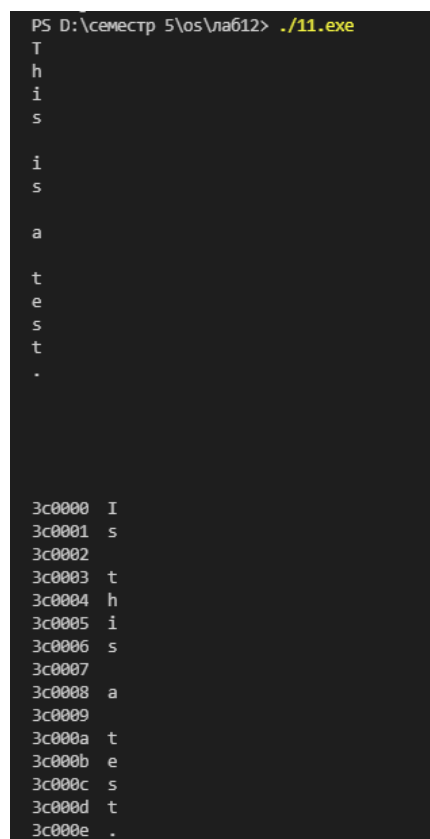 PS D:\семестр 5\os\лаб12> ./11.exe
T
h
i
s
i
s
a
t
e
s
t
.
3c0000 I
3c0001 s
3c0002
3c0003 t
3c0004 h
3c0005 i
3c0006 s
3c0007
3c0008 a
3c0009
3c000a t
3c000b e
3c000c s
3c000d t
3c000e .